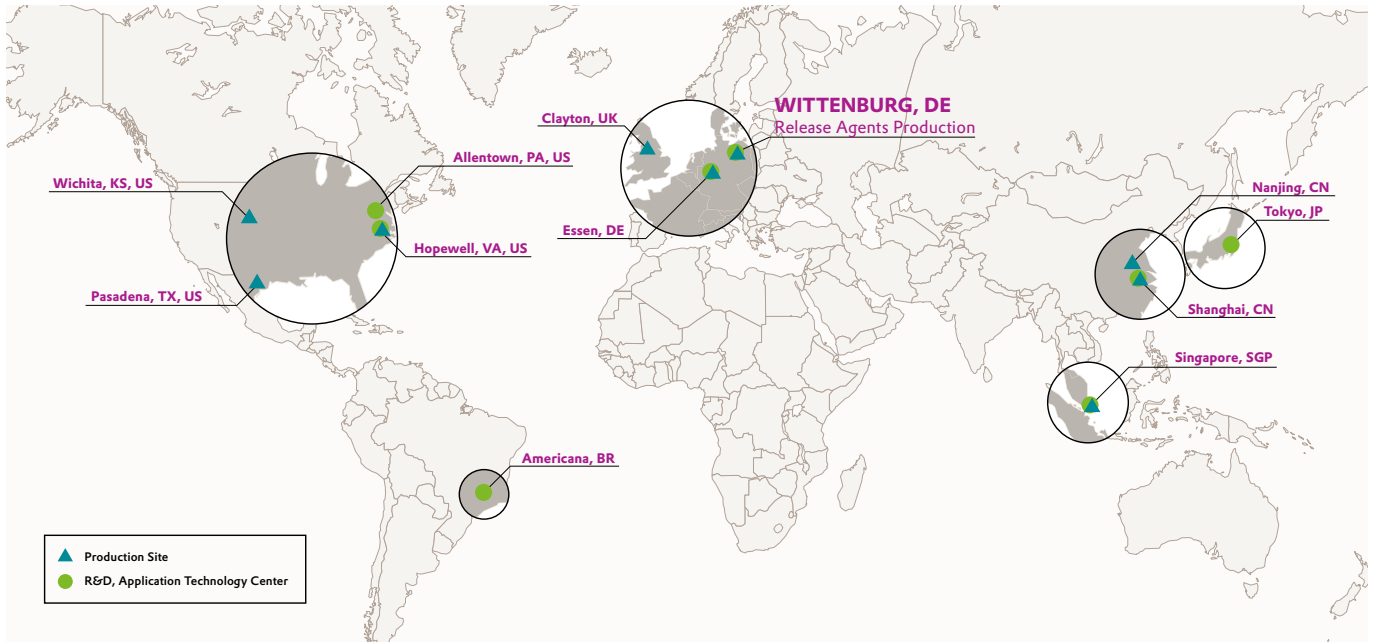 WITTENBURG, DE
Release Agents Production
Clayton, UK
Allentown, PA, US
Wichita, KS, US
Nanjing, CN
Tokyo, JP
Essen, DE
Hopewell, VA, US
Pasadena, TX, US
Shanghai, CN
Singapore, SGP
Americana, BR
Production Site
R&D, Application Technology Center